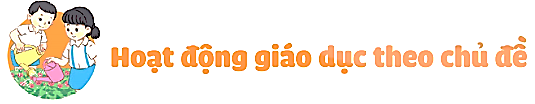 Hoạt động giáo dục theo chủ đề